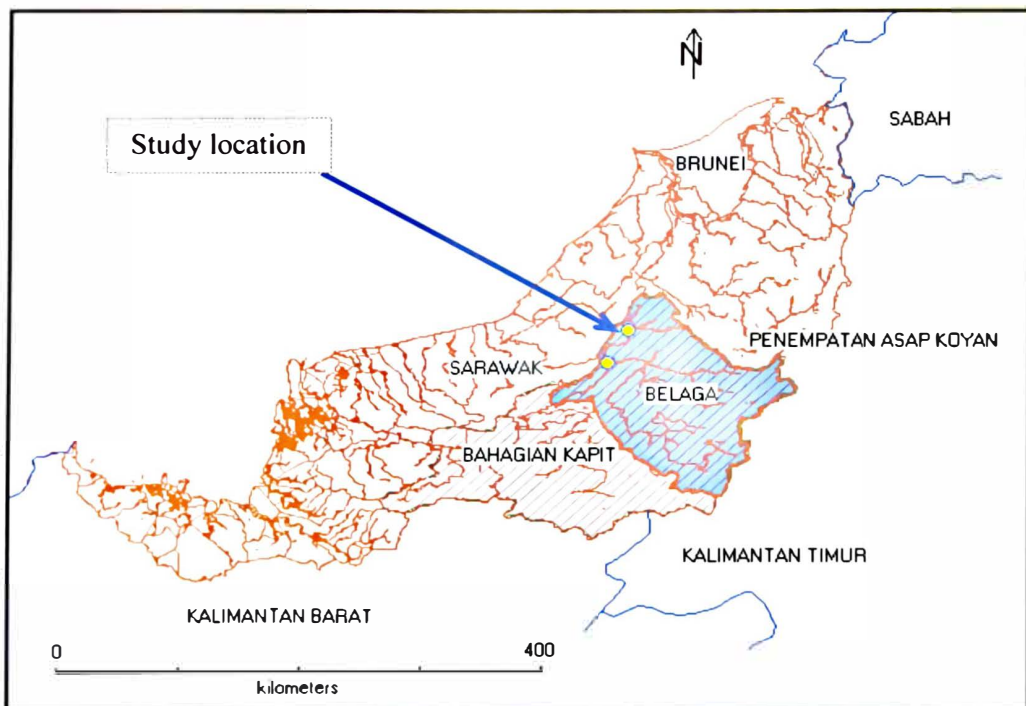 N
SABAH
Study location
BRUNEI
PENEMPATAN ASAP KOYAN
SARAWAK
BELAGA
BAHAGIAN KAPIT
KALIMANTAN TIMUR
KALIMANTAN BARAT
0 400
kilometers